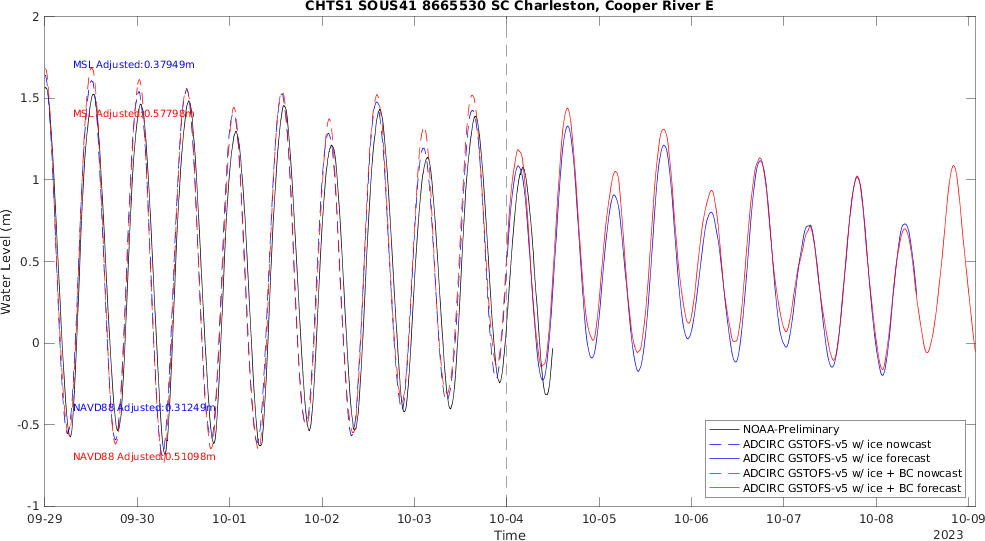 CHTS1 SOUS41 8665530 SC Charleston, Cooper River E
2
1.5
1
0.5
0
-0.5
-1
Water Level (m)
MSL Adjusted:0.37949m
MSL Adjusted:0.57798m
NAVD88 Adjusted:0.31249m
NAVD88 Adjusted:0.51098m
NOAA-Preliminary
ADCIRC GSTOFS-v5 w/ ice nowcast
ADCIRC GSTOFS-v5 w/ ice forecast
ADCIRC GSTOFS-v5 w/ ice + BC nowcast
ADCIRC GSTOFS-v5 w/ ice + BC forecast
09-29 09-30 10-01 10-02 10-03 10-04 10-05 10-06 10-07 10-08 10-09
Time
2023